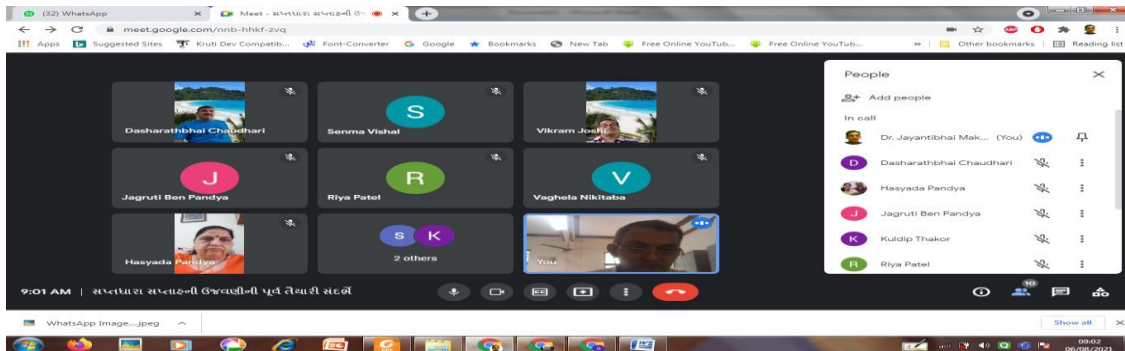 (32) WhatsApp
Meet - સપ્તધારા સપ્તાહની ઉ
meet.google.com/nnb-hhkf-zvq
Apps Suggested Sites Kruti Dev Compatib... Font-Converter Google Bookmarks New Tab Free Online YouTub... Free Online YouTub... » Other bookmarks Reading list
People
Add people
In call
Dr. Jayantibhai Mak... (You)
D Dasharathbhai Chaudhari
Hasyada Pandya
J Jagruti Ben Pandya
K Kuldip Thakor
R Riya Patel
Dasharathbhai Chaudhari
S
Senma Vishal
Vikram Joshi
J
Jagruti Ben Pandya
R
Riya Patel
V
Vaghela Nikitaba
Hasyada Pandya
S K
2 others
You
9:01 AM | સપ્તધારા સપ્તાહની ઉજવણીની પૂર્વ તૈયારી સંદર્ભે
10
WhatsApp Image...jpeg
Show all
09:02
06/08/2021